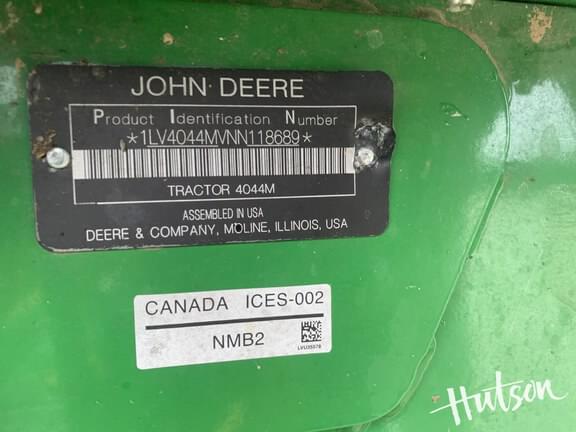 JOHN DEERE
Product Identification Number
*1LV4044MVNN118689*
TRACTOR 4044M
ASSEMBLED IN USA
DEERE & COMPANY, MOLINE, ILLINOIS, USA
CANADA ICES-002
NMB2
LVU35578
Hutson